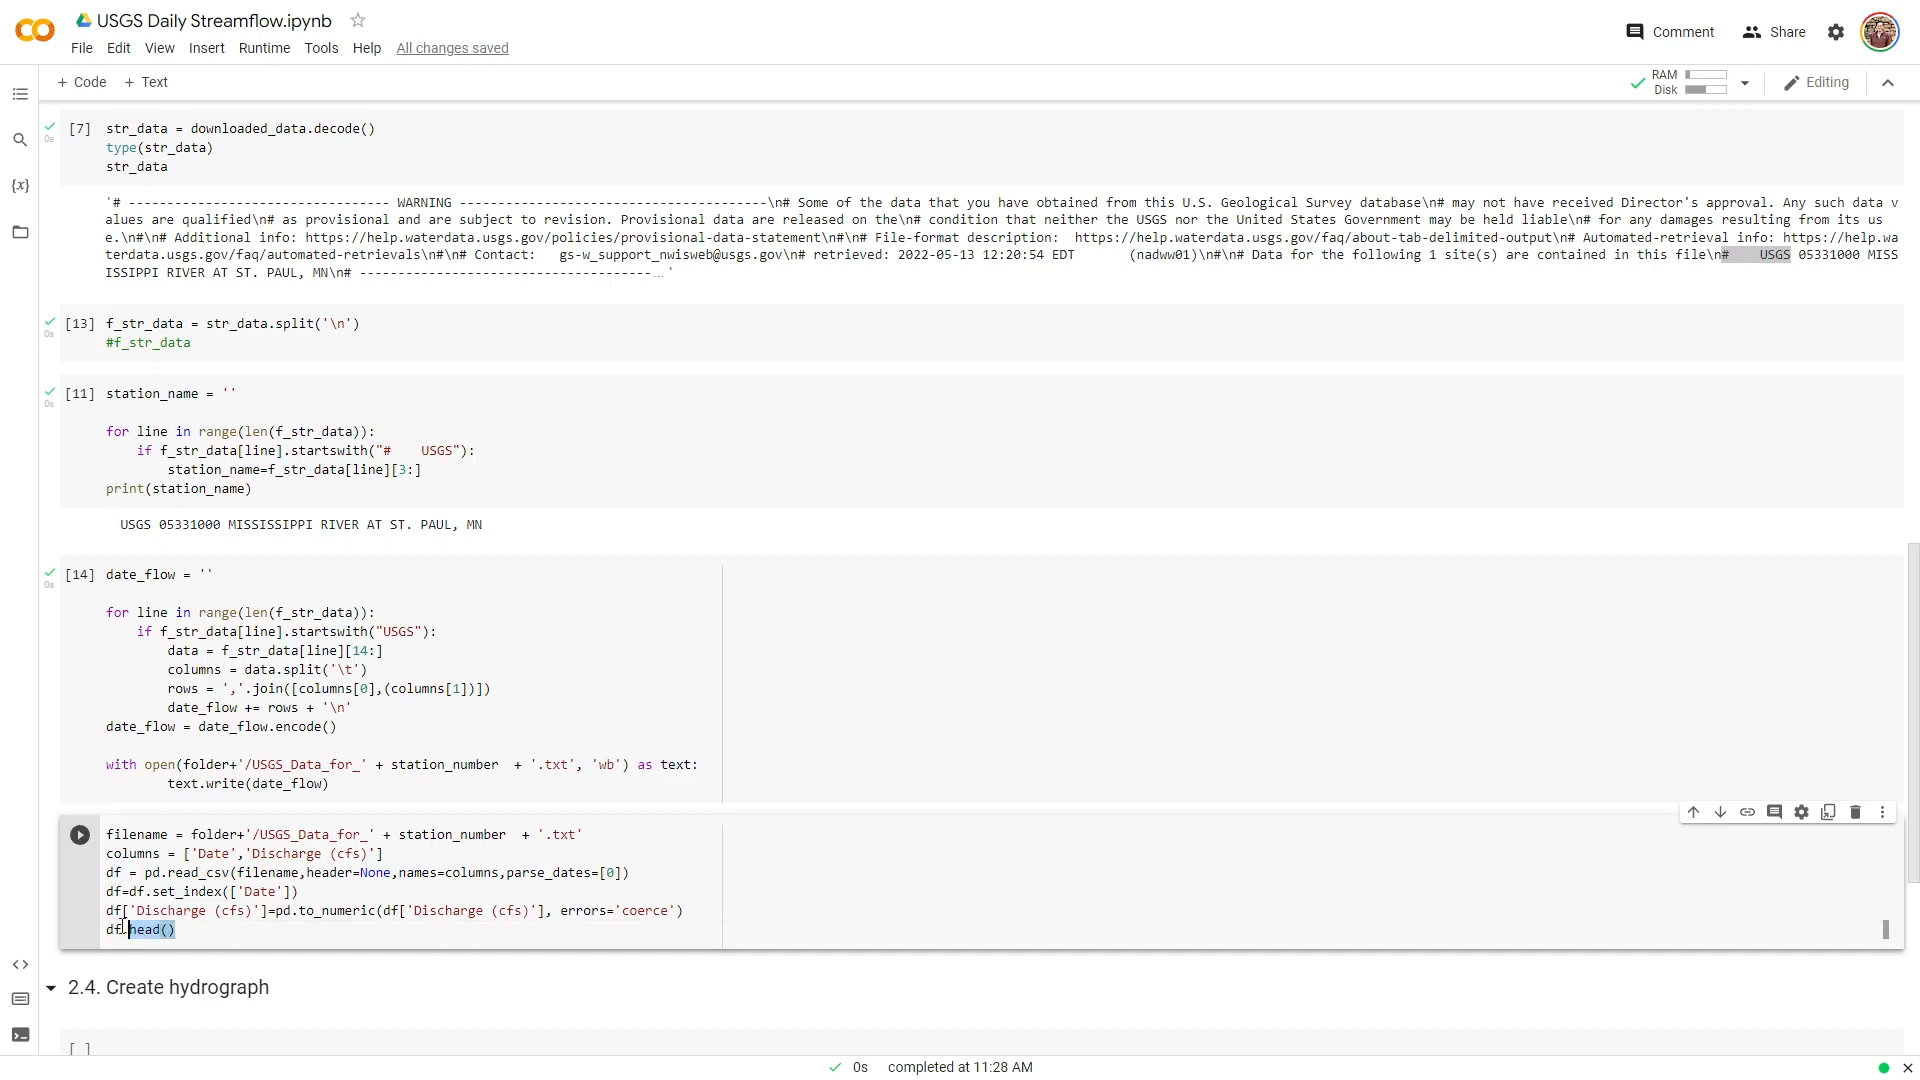 USGS Daily Streamflow.ipynb
File Edit View Insert Runtime Tools Help All changes saved
Comment Share
+ Code + Text
RAM
Disk
Editing
[7] str_data = downloaded_data.decode()
type(str_data)
str_data
'# ---------------------------------- WARNING ----------------------------------------\n# Some of the data that you have obtained from this U.S. Geological Survey database\n# may not have received Director's approval. Any such data v
alues are qualified\n# as provisional and are subject to revision. Provisional data are released on the\n# condition that neither the USGS nor the United States Government may be held liable\n# for any damages resulting from its us
e.\n#\n# Additional info: https://help.waterdata.usgs.gov/policies/provisional-data-statement\n#\n# File-format description:  https://help.waterdata.usgs.gov/faq/about-tab-delimited-output\n# Automated-retrieval info: https://help.wa
terdata.usgs.gov/faq/automated-retrievals\n#\n# Contact:   gs-w_support_nwisweb@usgs.gov\n# retrieved: 2022-05-13 12:20:54 EDT       (nadww01)\n#\n# Data for the following 1 site(s) are contained in this file\n#    USGS 05331000 MISS
ISSIPPI RIVER AT ST. PAUL, MN\n# --------------------------------------...'
[13] f_str_data = str_data.split('\n')
#f_str_data
[11] station_name = ''
for line in range(len(f_str_data)):
    if f_str_data[line].startswith("#    USGS"):
        station_name=f_str_data[line][3:]
print(station_name)
USGS 05331000 MISSISSIPPI RIVER AT ST. PAUL, MN
[14] date_flow = ''
for line in range(len(f_str_data)):
    if f_str_data[line].startswith("USGS"):
        data = f_str_data[line][14:]
        columns = data.split('\t')
        rows = ','.join([columns[0],(columns[1])])
        date_flow += rows + '\n'
date_flow = date_flow.encode()
with open(folder+'/USGS_Data_for_' + station_number  + '.txt', 'wb') as text:
        text.write(date_flow)
filename = folder+'/USGS_Data_for_' + station_number  + '.txt'
columns = ['Date','Discharge (cfs)']
df = pd.read_csv(filename,header=None,names=columns,parse_dates=[0])
df=df.set_index(['Date'])
df['Discharge (cfs)']=pd.to_numeric(df['Discharge (cfs)'], errors='coerce')
df.head()
2.4. Create hydrograph
[ ]
0s completed at 11:28 AM